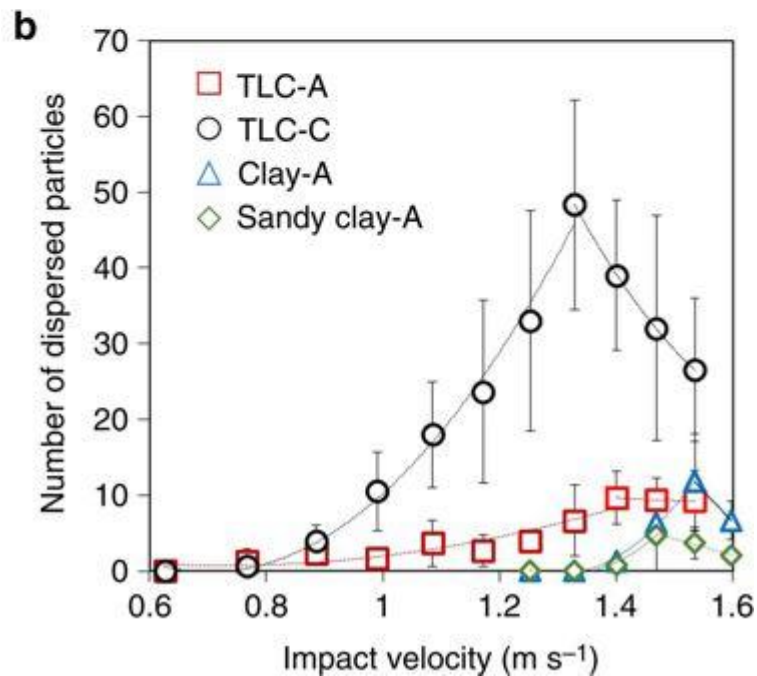 b
70
60
50
40
30
20
10
0
Number of dispersed particles
TLC-A
TLC-C
Clay-A
Sandy clay-A
0.6 0.8 1 1.2 1.4 1.6
Impact velocity (m s⁻¹)